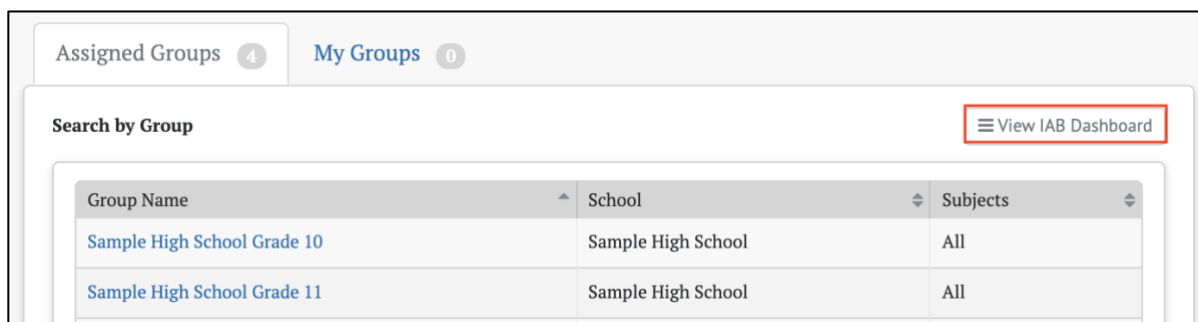 Assigned Groups 4 My Groups 0
Search by Group View IAB Dashboard
Group Name School Subjects
Sample High School Grade 10 Sample High School All
Sample High School Grade 11 Sample High School All